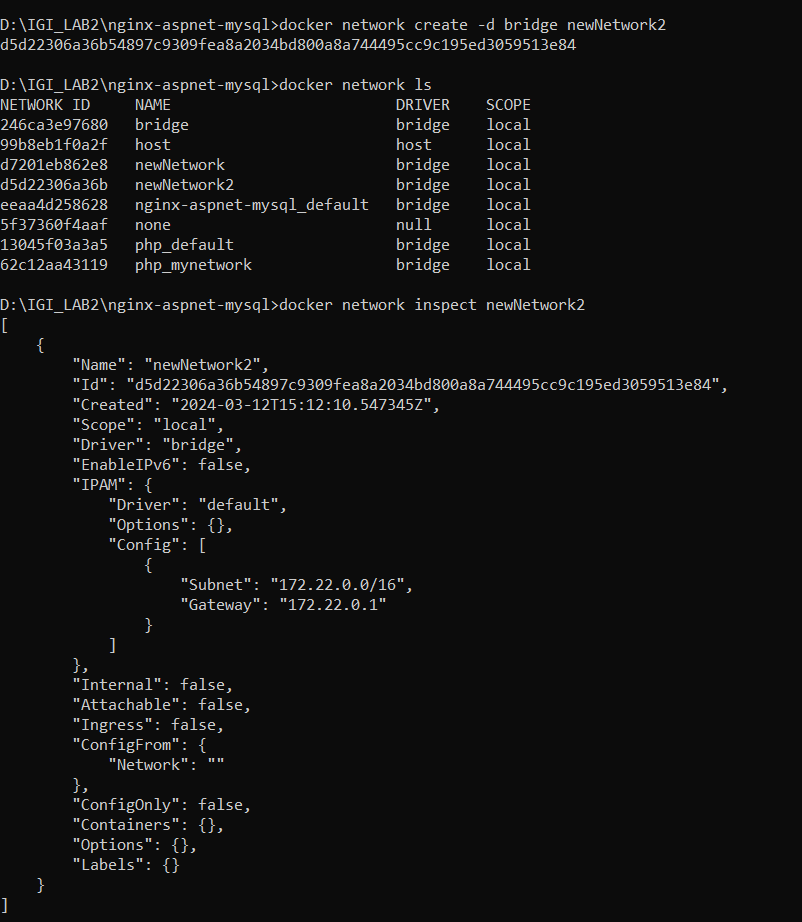 D:\IGI_LAB2\nginx-aspnet-mysql>docker network create -d bridge newNetwork2
d5d22306a36b54897c9309fea8a2034bd800a8a744495cc9c195ed3059513e84

D:\IGI_LAB2\nginx-aspnet-mysql>docker network ls
NETWORK ID     NAME                         DRIVER    SCOPE
246ca3e97680   bridge                       bridge    local
99b8eb1f0a2f   host                         host      local
d7201eb862e8   newNetwork                   bridge    local
d5d22306a36b   newNetwork2                  bridge    local
eeaa4d258628   nginx-aspnet-mysql_default   bridge    local
5f37360f4aaf   none                         null      local
13045f03a3a5   php_default                  bridge    local
62c12aa43119   php_mynetwork                bridge    local

D:\IGI_LAB2\nginx-aspnet-mysql>docker network inspect newNetwork2
[
    {
        "Name": "newNetwork2",
        "Id": "d5d22306a36b54897c9309fea8a2034bd800a8a744495cc9c195ed3059513e84",
        "Created": "2024-03-12T15:12:10.547345Z",
        "Scope": "local",
        "Driver": "bridge",
        "EnableIPv6": false,
        "IPAM": {
            "Driver": "default",
            "Options": {},
            "Config": [
                {
                    "Subnet": "172.22.0.0/16",
                    "Gateway": "172.22.0.1"
                }
            ]
        },
        "Internal": false,
        "Attachable": false,
        "Ingress": false,
        "ConfigFrom": {
            "Network": ""
        },
        "ConfigOnly": false,
        "Containers": {},
        "Options": {},
        "Labels": {}
    }
]